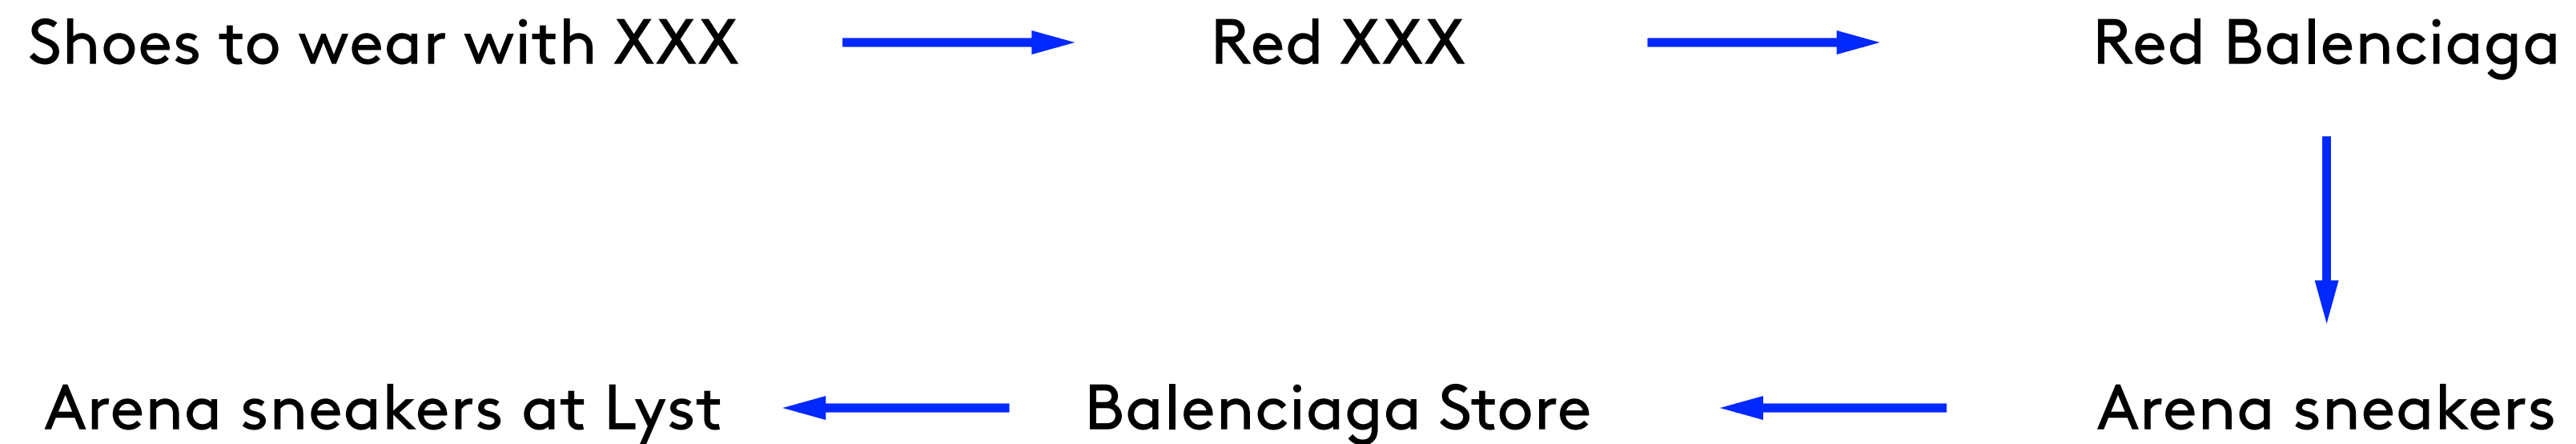 Shoes to wear with XXX
Red XXX
Red Balenciaga
Arena sneakers
Balenciaga Store
Arena sneakers at Lyst